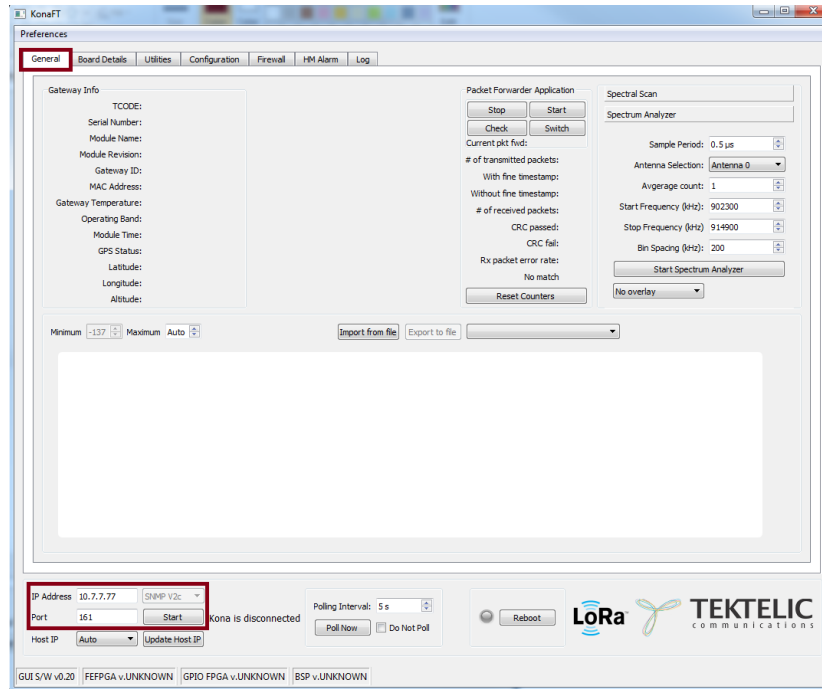 KonaFT
Preferences
General Board Details Utilities Configuration Firewall HM Alarm Log
Gateway Info
TCODE:
Serial Number:
Module Name:
Module Revision:
Gateway ID:
MAC Address:
Gateway Temperature:
Operating Band:
Module Time:
GPS Status:
Latitude:
Longitude:
Altitude:
Packet Forwarder Application
Stop Start
Check Switch
Current pkt fwd:
# of transmitted packets:
With fine timestamp:
Without fine timestamp:
# of received packets:
CRC passed:
CRC fail:
Rx packet error rate:
No match
Reset Counters
Spectral Scan
Spectrum Analyzer
Sample Period: 0.5 µs
Antenna Selection: Antenna 0
Avgerage count: 1
Start Frequency (kHz): 902300
Stop Frequency (kHz) 914900
Bin Spacing (kHz): 200
Start Spectrum Analyzer
No overlay
Minimum -137 Maximum Auto Import from file Export to file
IP Address 10.7.7.77 SNMP V2c
Port 161 Start Kona is disconnected
Host IP Auto Update Host IP
Polling Interval: 5 s
Poll Now Do Not Poll
Reboot
LoRa™
TEKTELIC
communications
GUI S/W v0.20 FEFPGA v.UNKNOWN GPIO FPGA v.UNKNOWN BSP v.UNKNOWN